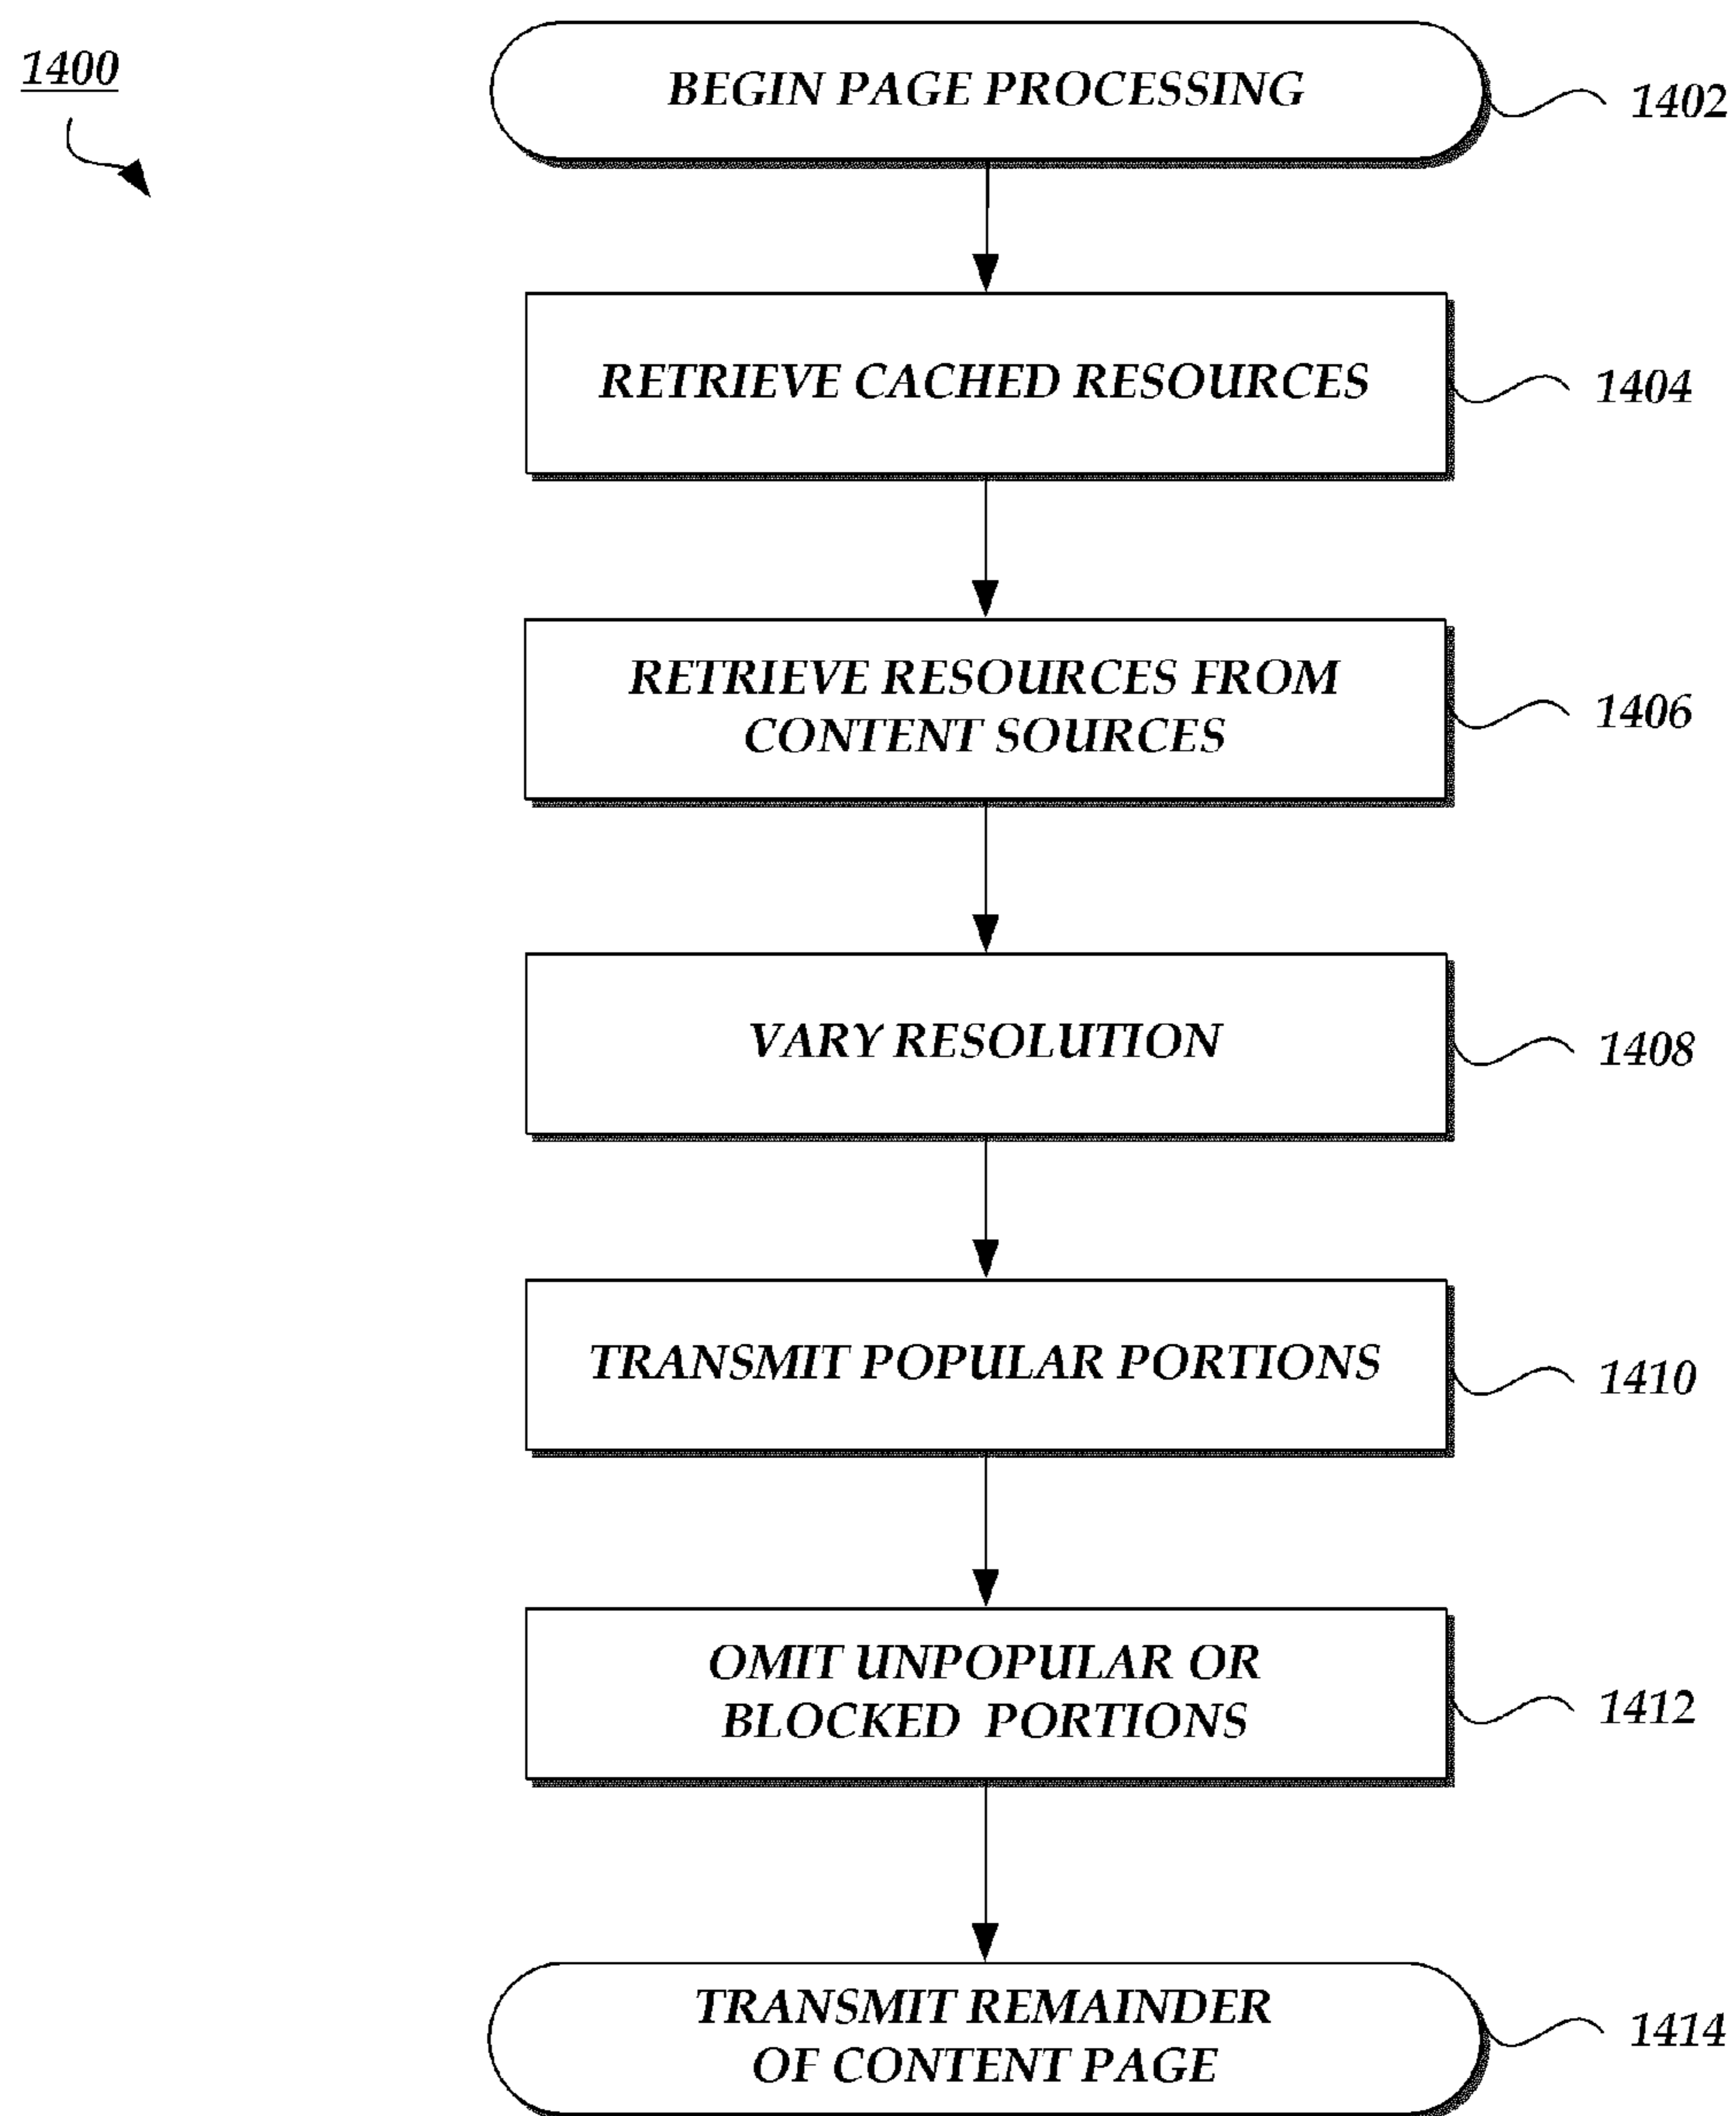 1400
BEGIN PAGE PROCESSING
1402
RETRIEVE CACHED RESOURCES
1404
RETRIEVE RESOURCES FROM
CONTENT SOURCES
1406
VARY RESOLUTION
1408
TRANSMIT POPULAR PORTIONS
1410
OMIT UNPOPULAR OR
BLOCKED PORTIONS
1412
TRANSMIT REMAINDER
OF CONTENT PAGE
1414